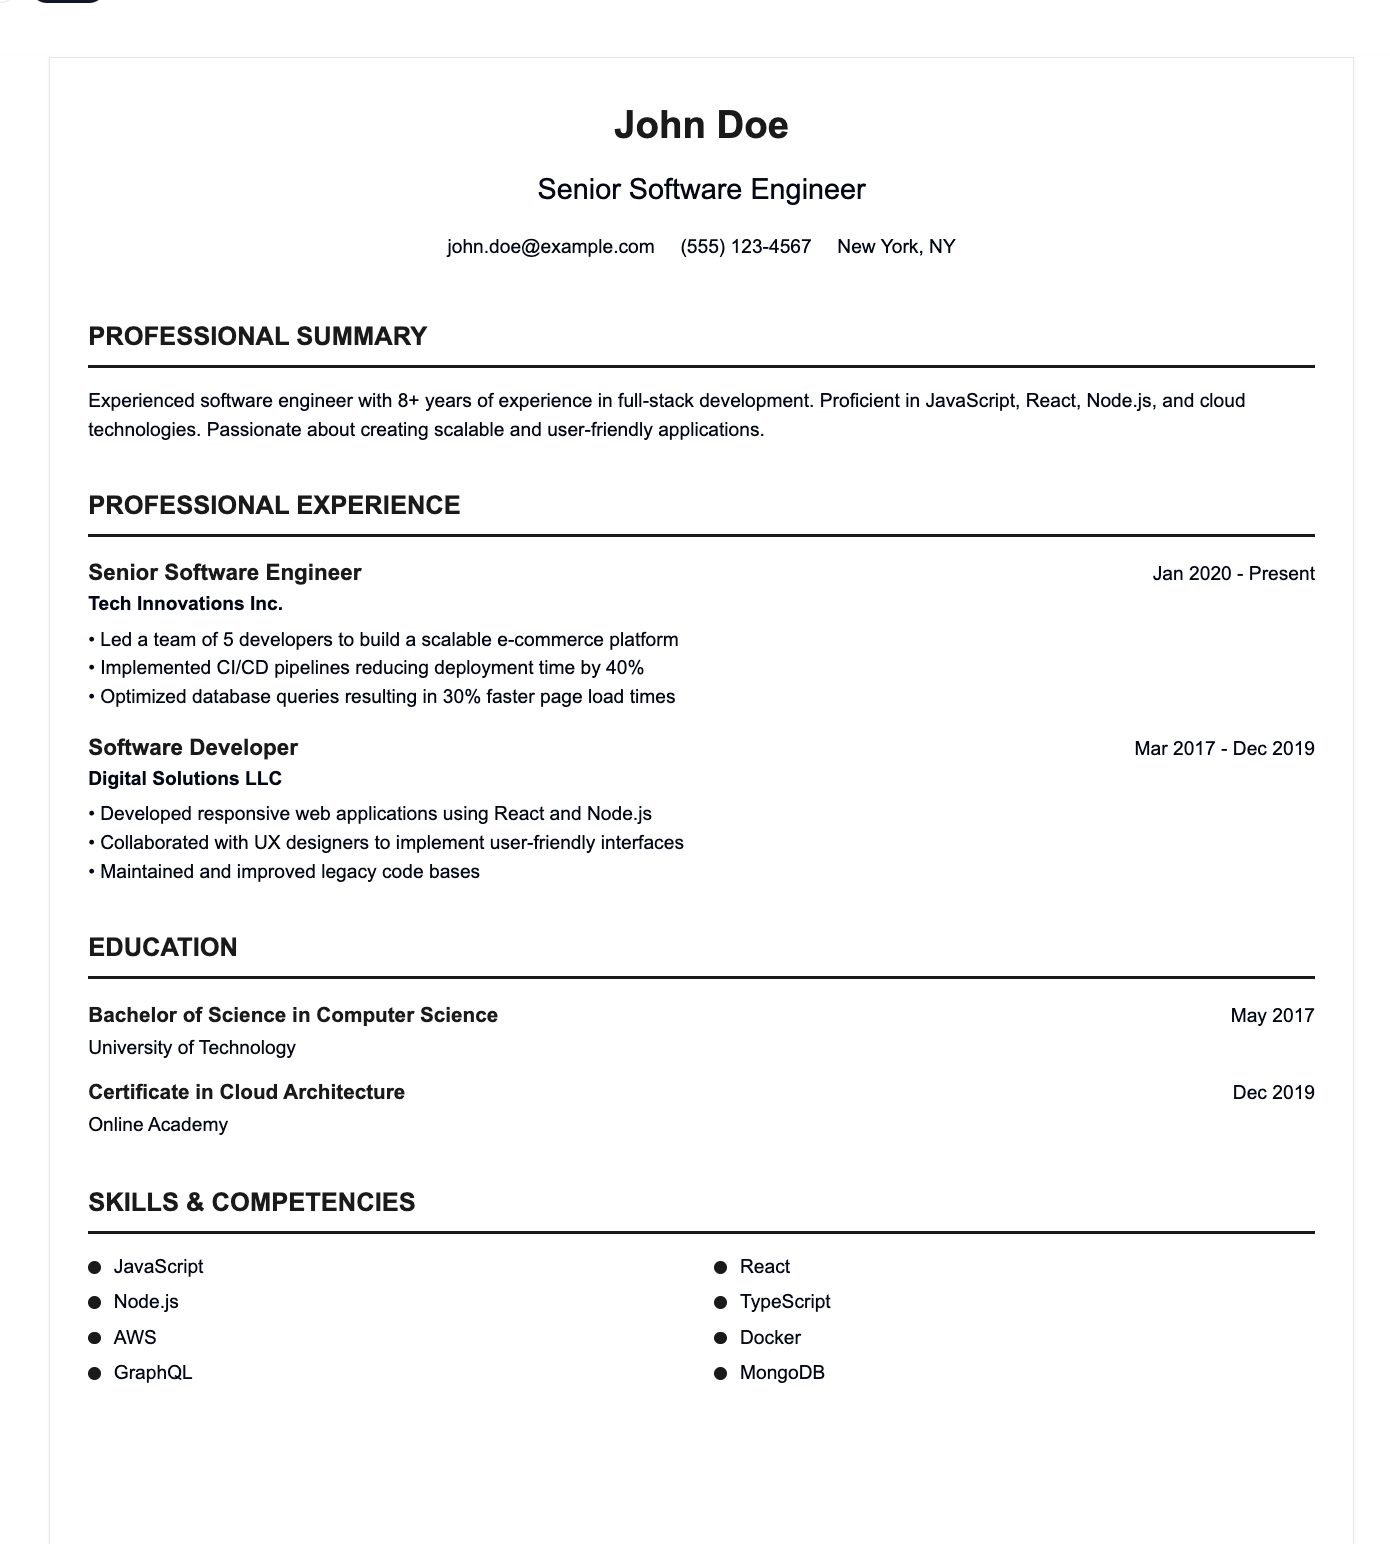 John Doe
Senior Software Engineer
john.doe@example.com (555) 123-4567 New York, NY
PROFESSIONAL SUMMARY
Experienced software engineer with 8+ years of experience in full-stack development. Proficient in JavaScript, React, Node.js, and cloud
technologies. Passionate about creating scalable and user-friendly applications.
PROFESSIONAL EXPERIENCE
Senior Software Engineer Jan 2020 - Present
Tech Innovations Inc.
• Led a team of 5 developers to build a scalable e-commerce platform
• Implemented CI/CD pipelines reducing deployment time by 40%
• Optimized database queries resulting in 30% faster page load times
Software Developer Mar 2017 - Dec 2019
Digital Solutions LLC
• Developed responsive web applications using React and Node.js
• Collaborated with UX designers to implement user-friendly interfaces
• Maintained and improved legacy code bases
EDUCATION
Bachelor of Science in Computer Science May 2017
University of Technology
Certificate in Cloud Architecture Dec 2019
Online Academy
SKILLS & COMPETENCIES
● JavaScript ● React
● Node.js ● TypeScript
● AWS ● Docker
● GraphQL ● MongoDB